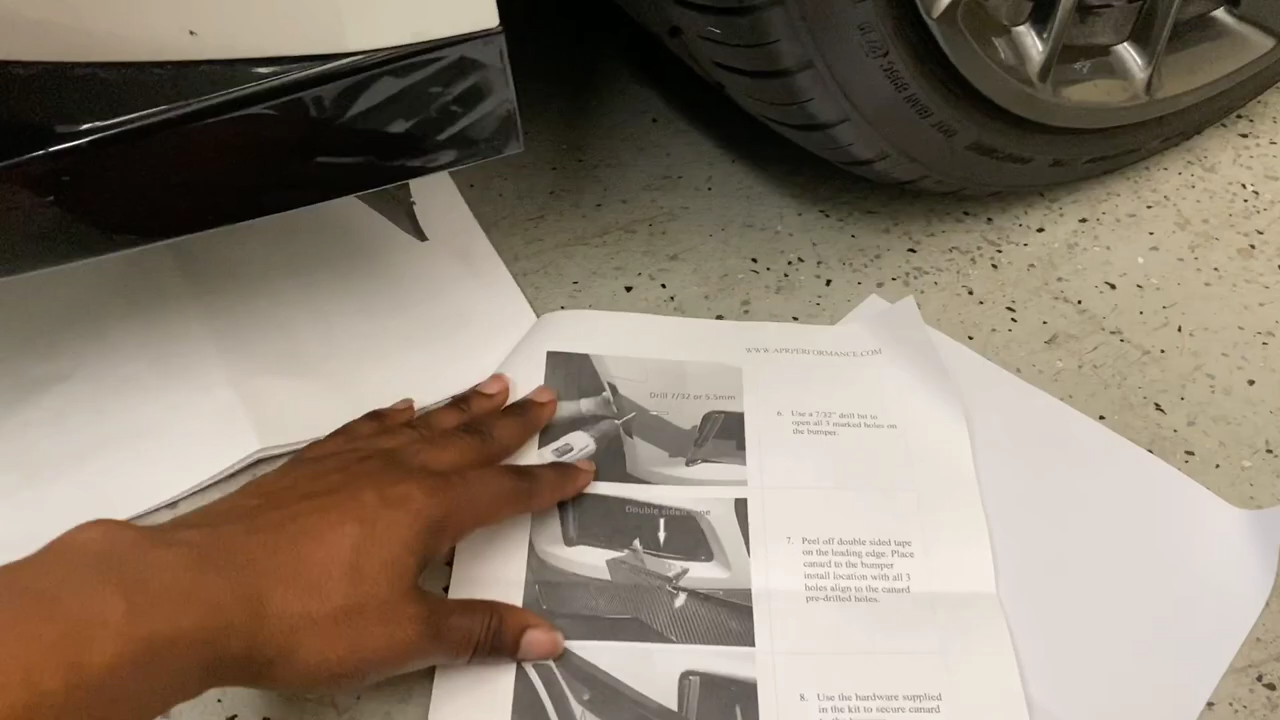 WWW.APRPERFORMANCE.COM
Drill 7/32 or 5.5mm
6. Use a 7/32" drill bit to
open all 3 marked holes on
the bumper.
Double sided
7. Peel off double sided tape
on the leading edge. Place
canard to the bumper
install location with all 3
holes align to the canard
pre-drilled holes.
8. Use the hardware supplied
in the kit to secure canard